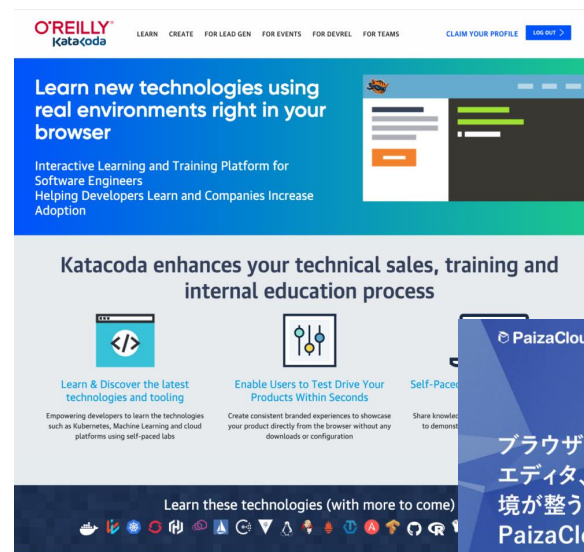 O'REILLY
Katacoda
LEARN CREATE FOR LEAD GEN FOR EVENTS FOR DEVREL FOR TEAMS CLAIM YOUR PROFILE LOG OUT >
Learn new technologies using
real environments right in your
browser
Interactive Learning and Training Platform for
Software Engineers
Helping Developers Learn and Companies Increase
Adoption
Katacoda enhances your technical sales, training and
internal education process
</>
Learn & Discover the latest
technologies and tooling
Empowering developers to learn the technologies
such as Kubernetes, Machine Learning and cloud
platforms using self-paced labs
Enable Users to Test Drive Your
Products Within Seconds
Create consistent branded experiences to showcase
your product directly from the browser without any
downloads or configuration
Self-Paced
Share
to
PaizaClou
ブラウザ
エディタ、
境が整う
PaizaClo
Learn these technologies (with more to come)